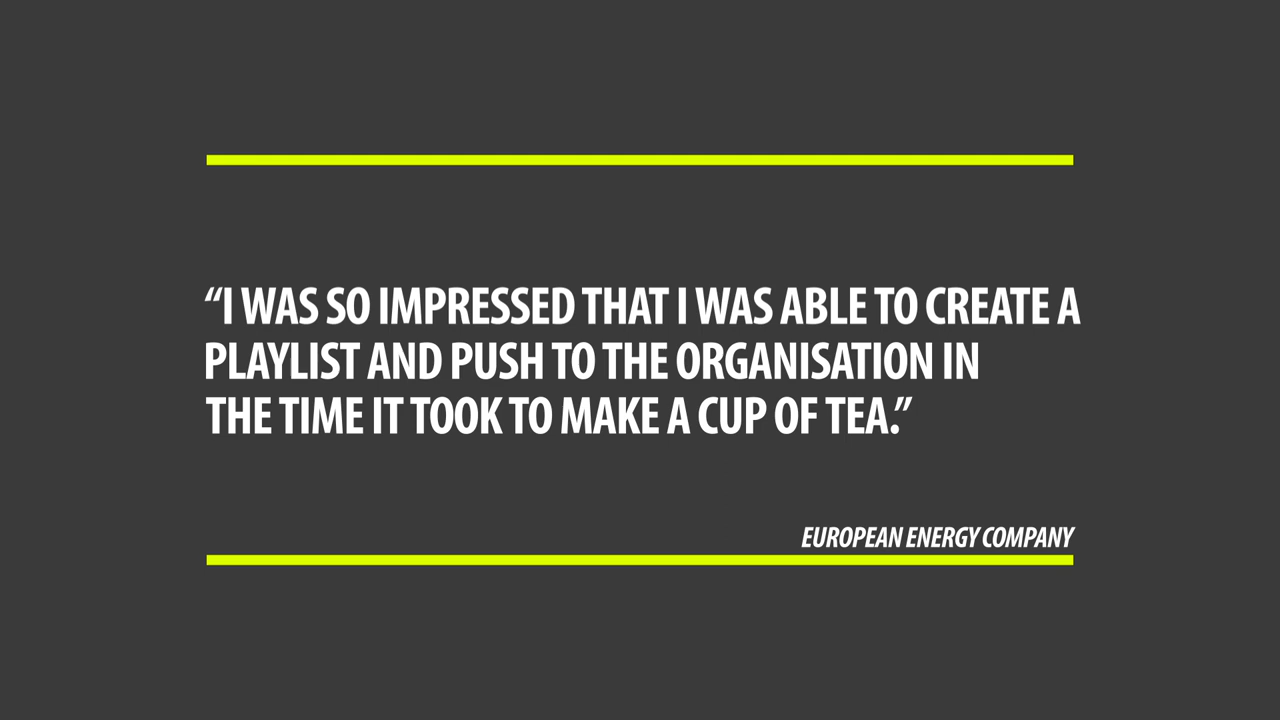 “I WAS SO IMPRESSED THAT I WAS ABLE TO CREATE A
PLAYLIST AND PUSH TO THE ORGANISATION IN
THE TIME IT TOOK TO MAKE A CUP OF TEA.”
EUROPEAN ENERGY COMPANY